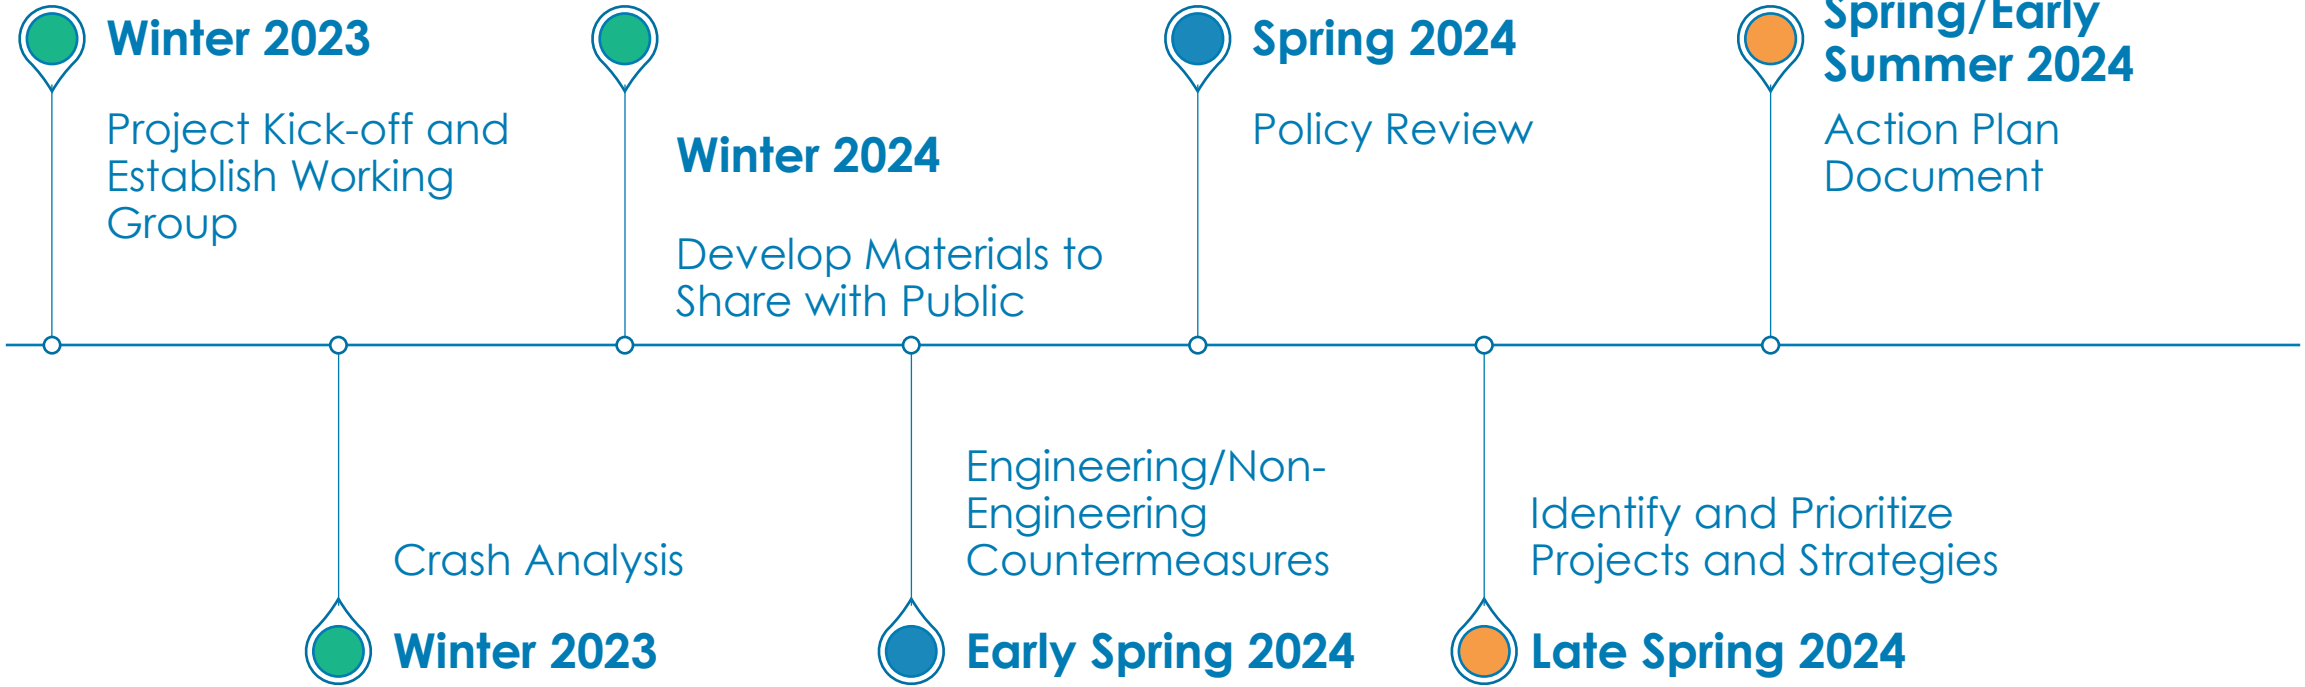 Winter 2023
Project Kick-off and
Establish Working
Group
Crash Analysis
Winter 2023
Winter 2024
Develop Materials to
Share with Public
Engineering/Non-
Engineering
Countermeasures
Early Spring 2024
Spring 2024
Policy Review
Identify and Prioritize
Projects and Strategies
Late Spring 2024
Spring/Early
Summer 2024
Action Plan
Document